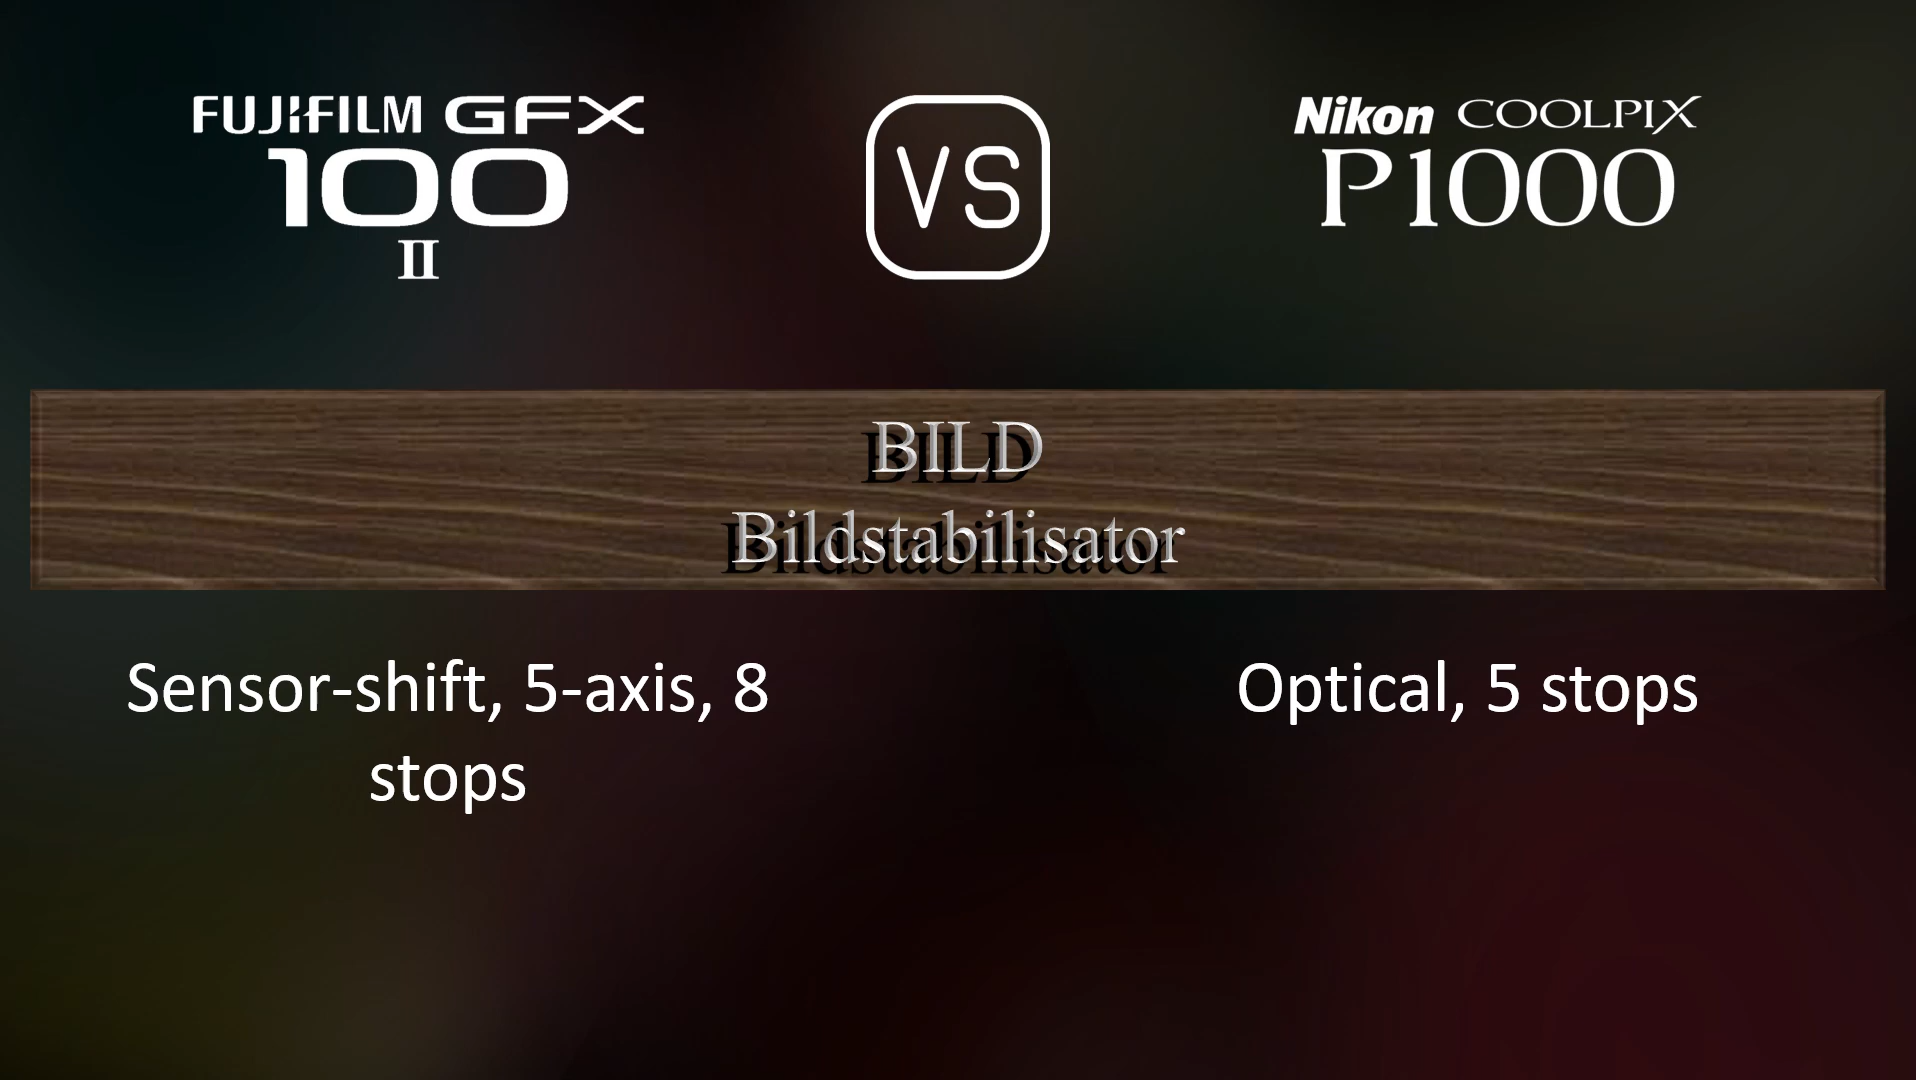 FUJIFILM GFX
100
II
VS
Nikon COOLPIX
P1000
BILD
Bildstabilisator
Sensor-shift, 5-axis, 8
stops
Optical, 5 stops